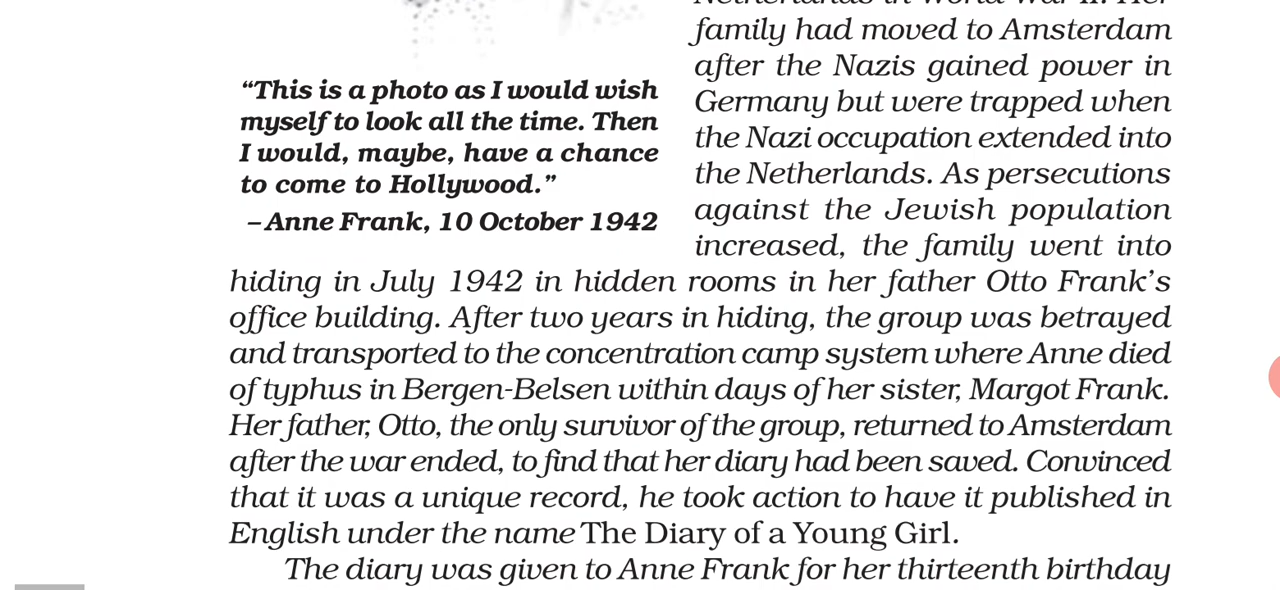 "This is a photo as I would wish
myself to look all the time. Then
I would, maybe, have a chance
to come to Hollywood."
– Anne Frank, 10 October 1942
Netherlands in World War II. Her
family had moved to Amsterdam
after the Nazis gained power in
Germany but were trapped when
the Nazi occupation extended into
the Netherlands. As persecutions
against the Jewish population
increased, the family went into
hiding in July 1942 in hidden rooms in her father Otto Frank's
office building. After two years in hiding, the group was betrayed
and transported to the concentration camp system where Anne died
of typhus in Bergen-Belsen within days of her sister, Margot Frank.
Her father, Otto, the only survivor of the group, returned to Amsterdam
after the war ended, to find that her diary had been saved. Convinced
that it was a unique record, he took action to have it published in
English under the name The Diary of a Young Girl.
The diary was given to Anne Frank for her thirteenth birthday